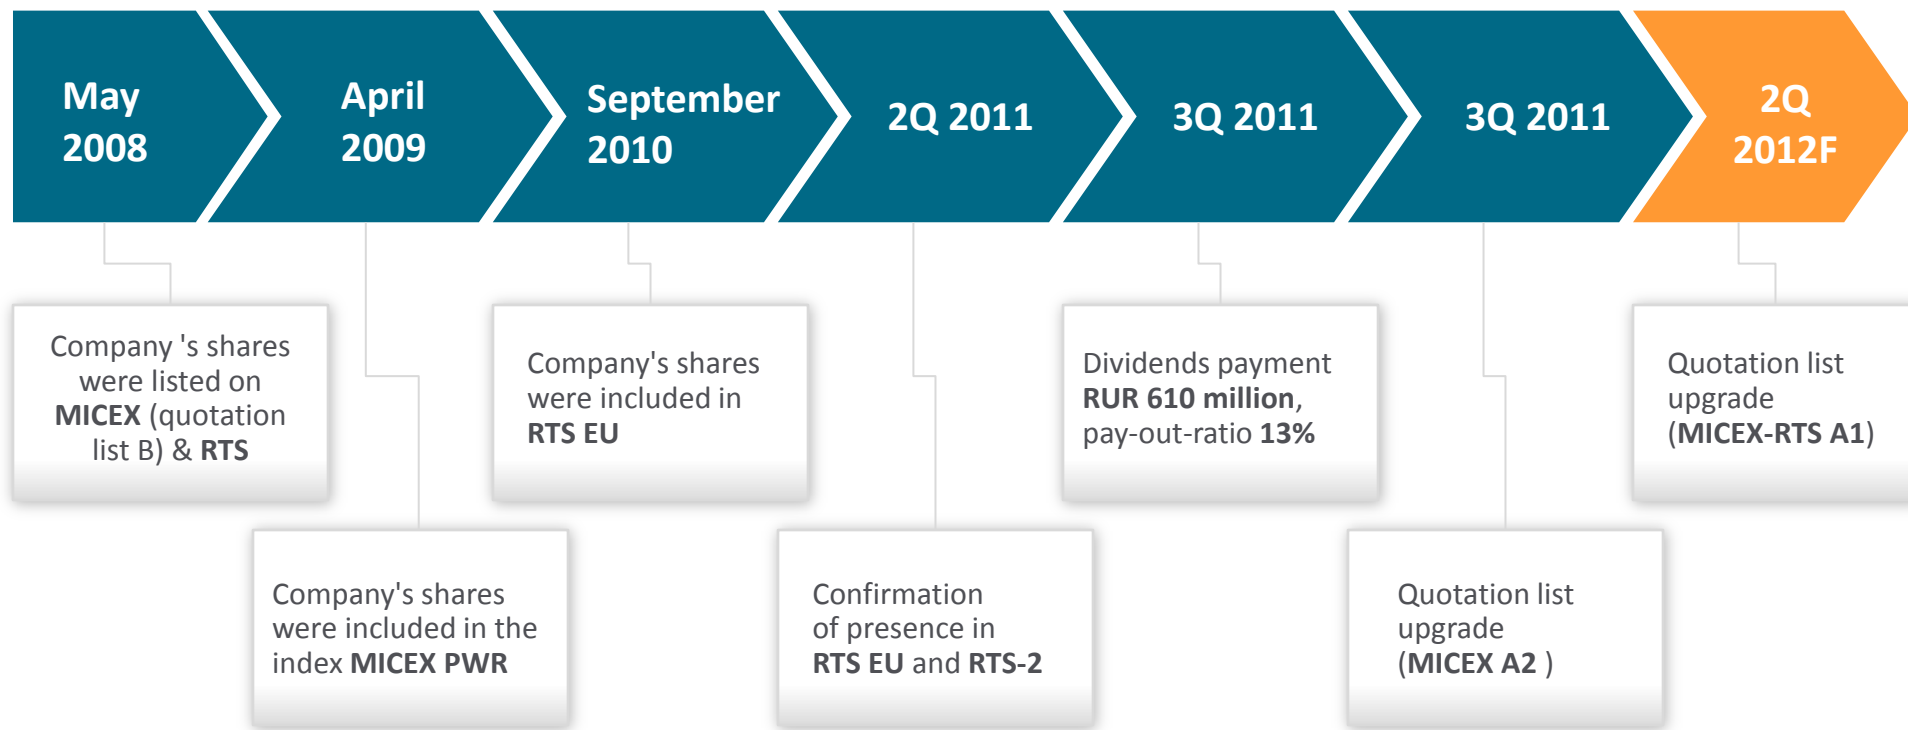 May
2008
April
2009
September
2010
2Q 2011
3Q 2011
3Q 2011
2Q
2012F
Company 's shares
were listed on
MICEX (quotation
list B) & RTS
Company's shares
were included in
RTS EU
Dividends payment
RUR 610 million,
pay-out-ratio 13%
Quotation list
upgrade
(MICEX-RTS A1)
Company's shares
were included in the
index MICEX PWR
Confirmation
of presence in
RTS EU and RTS-2
Quotation list
upgrade
(MICEX A2 )